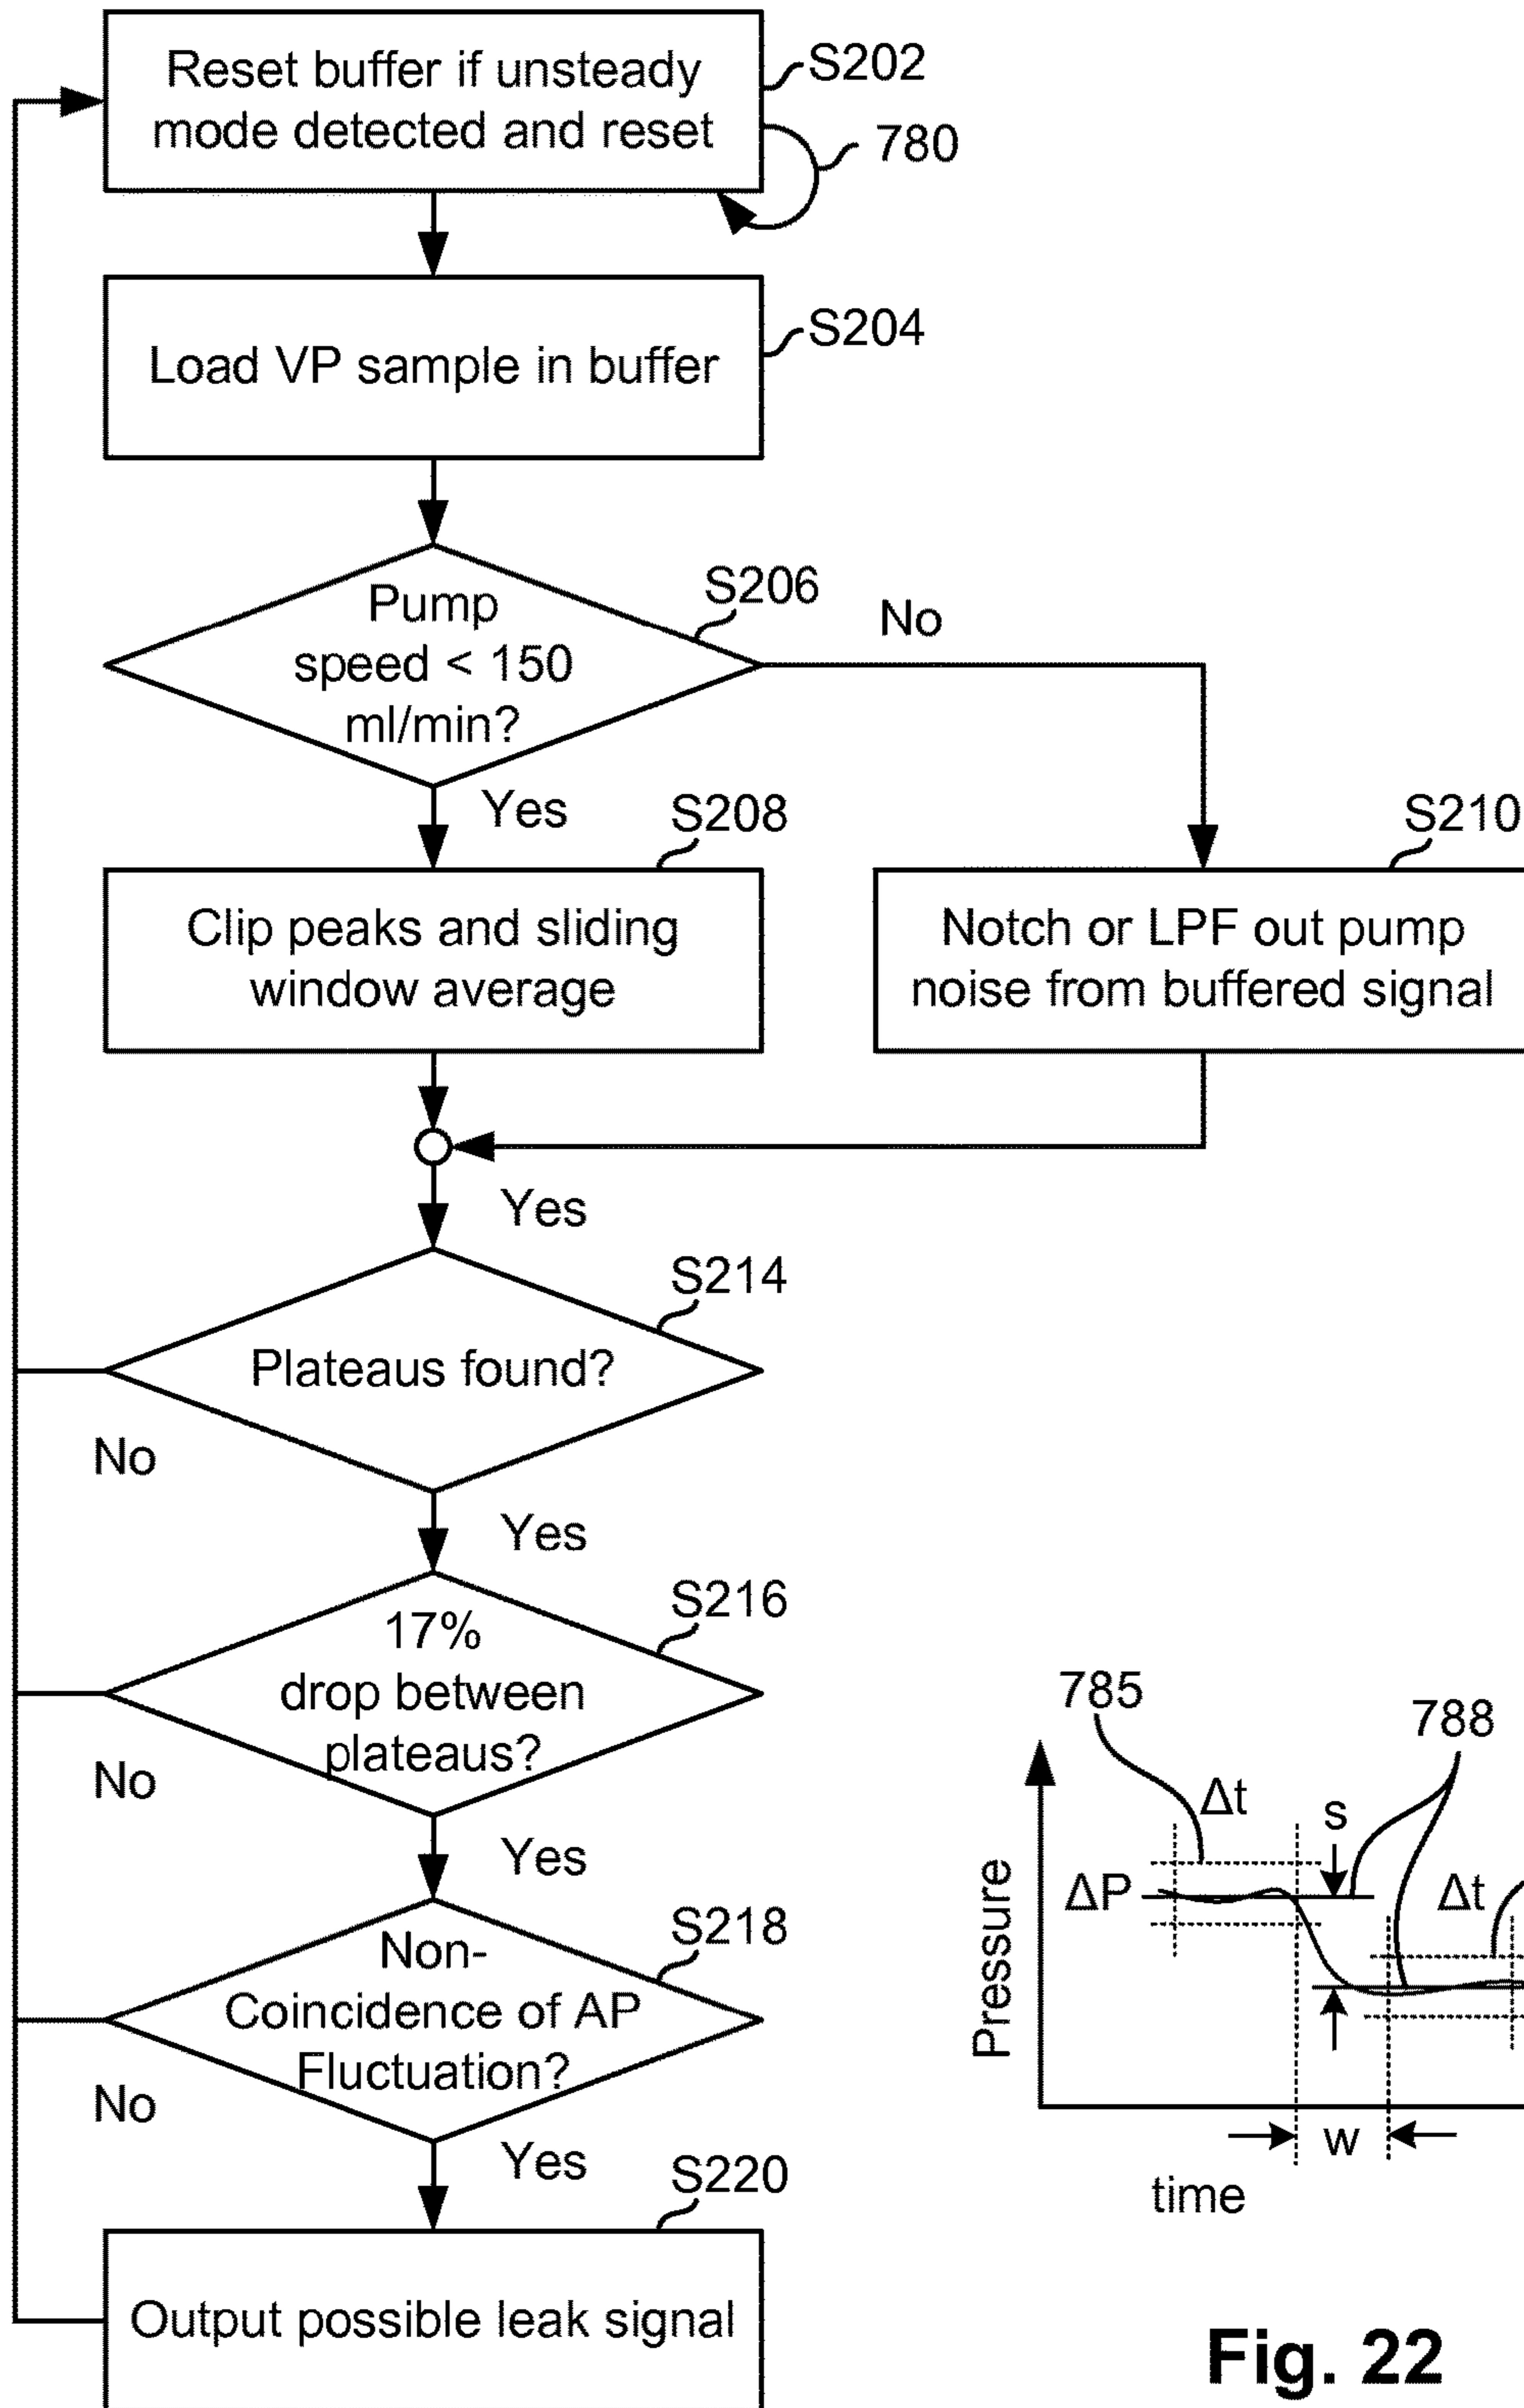 Reset buffer if unsteady
mode detected and reset
S202
780
Load VP sample in buffer
S204
Pump
speed < 150
ml/min?
S206
No
Yes
S208
S210
Clip peaks and sliding
window average
Notch or LPF out pump
noise from buffered signal
Yes
S214
Plateaus found?
No
Yes
S216
17%
drop between
plateaus?
No
Yes
S218
Non-
Coincidence of AP
Fluctuation?
No
Yes
S220
Output possible leak signal
785
788
Δt
s
ΔP
Δt
Pressure
w
time
Fig. 22